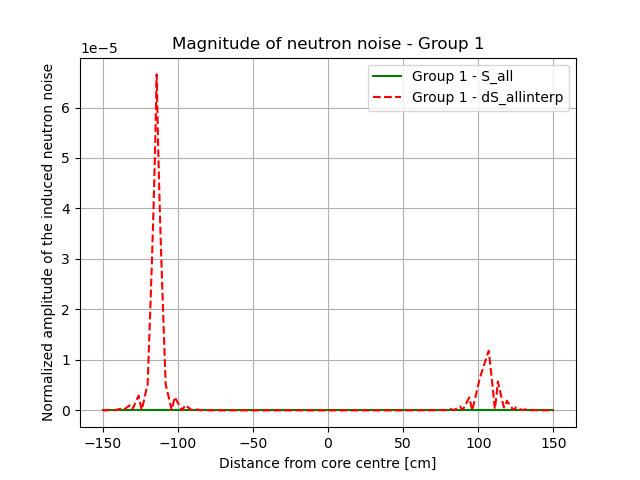 Magnitude of neutron noise - Group 1
1e−5
Normalized amplitude of the induced neutron noise
6
5
4
3
2
1
0
Group 1 - S_all
Group 1 - dS_allinterp
−150 −100 −50 0 50 100 150
Distance from core centre [cm]